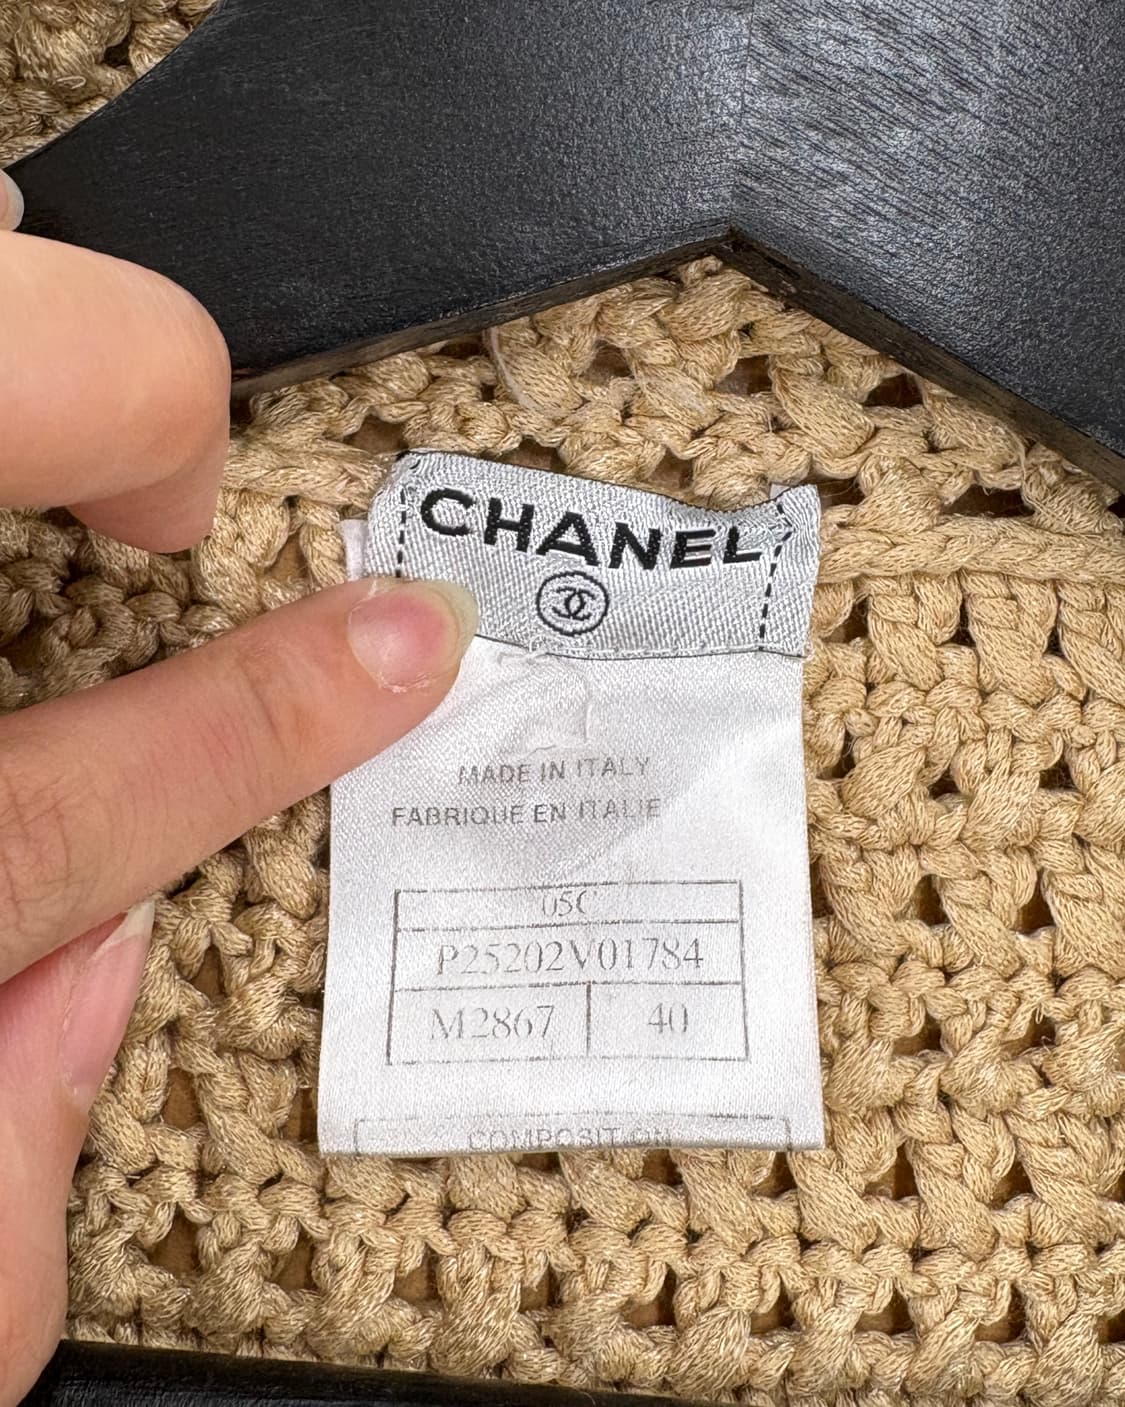 CHANEL
MADE IN ITALY
FABRIQUE EN ITALIE
05C
P25202V01784
M2867 40
COMPOSITION